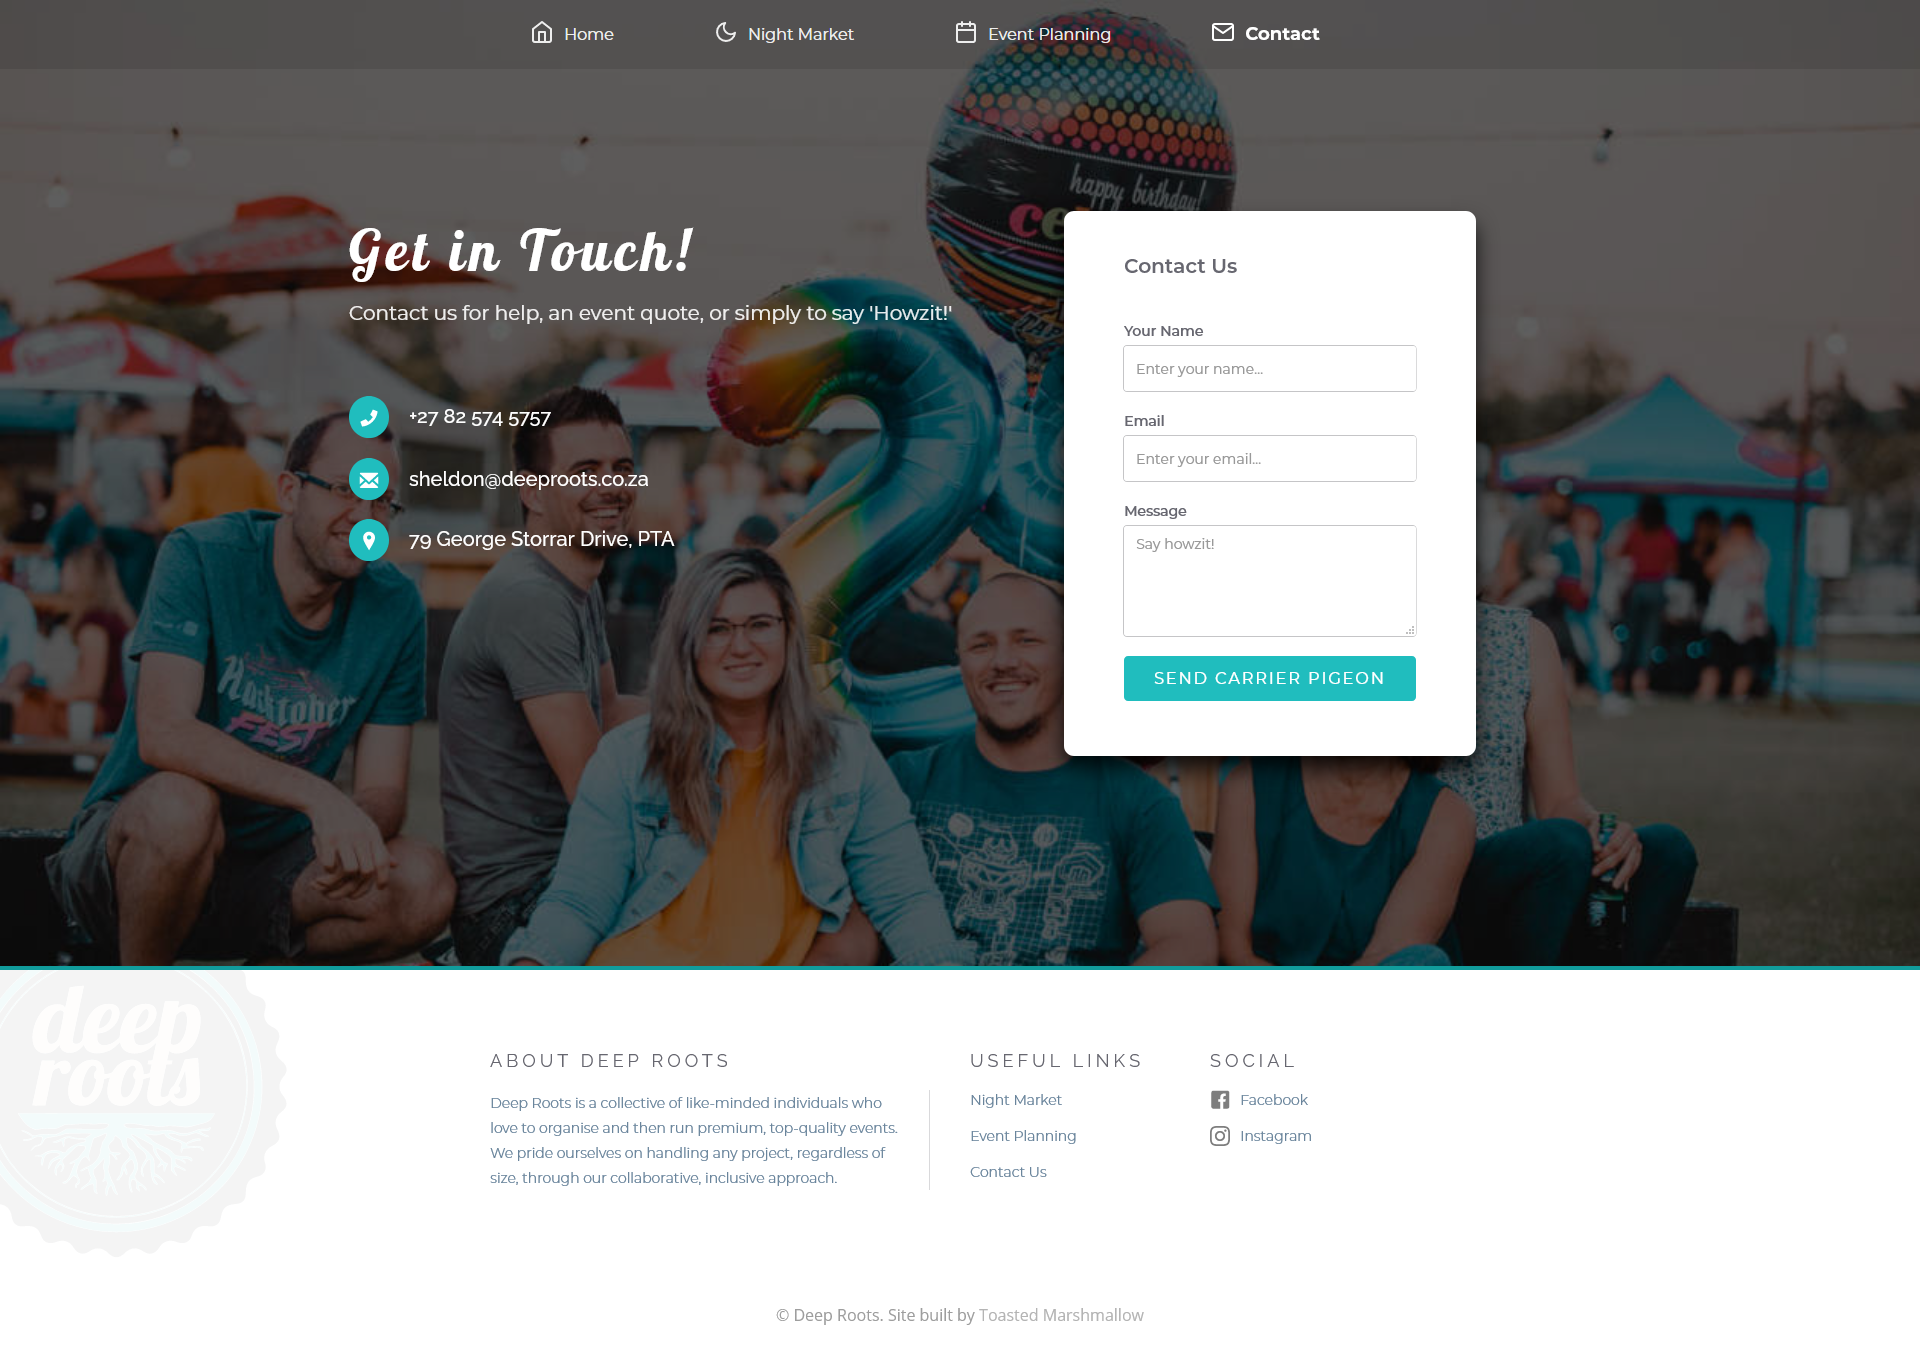 Home
Night Market
Event Planning
Contact
happy birthday!
Get in Touch!
Contact us for help, an event quote, or simply to say 'Howzit!'
+27 82 574 5757
sheldon@deeproots.co.za
79 George Storrar Drive, PTA
Hacktober
FEST
Contact Us
Your Name
Enter your name...
Email
Enter your email...
Message
Say howzit!
SEND CARRIER PIGEON
deep
roots
ABOUT DEEP ROOTS
Deep Roots is a collective of like-minded individuals who
love to organise and then run premium, top-quality events.
We pride ourselves on handling any project, regardless of
size, through our collaborative, inclusive approach.
USEFUL LINKS
Night Market
Event Planning
Contact Us
SOCIAL
Facebook
Instagram
© Deep Roots. Site built by Toasted Marshmallow